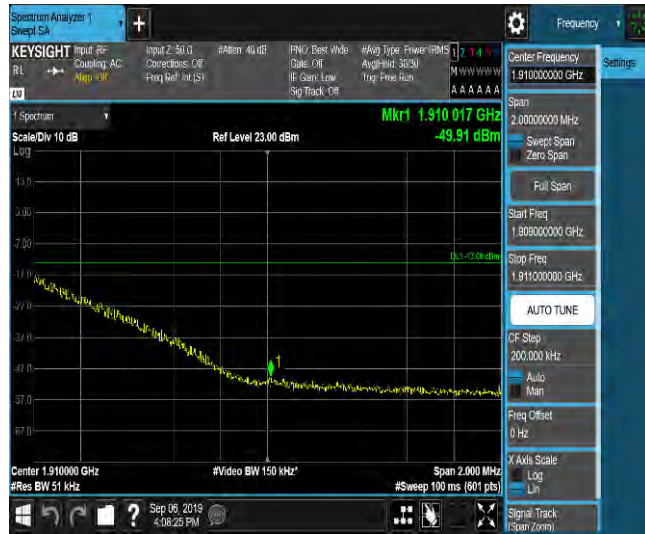 Spectrum Analyzer 1
Swept SA
+
Frequency
KEYSIGHT
Input: RF
Input Z: 50 Ω
#Atten: 40 dB
PNO: Best Wide
#Avg Type: Power (RMS
1 2 3 4 5 6
RL
Coupling: AC
Corrections: Off
Gate: Off
Avg|Hold: 30/30
M W W W W W
Align: Off
Freq Ref: Int (S)
IF Gain: Low
Trig: Free Run
Sig Track: Off
A A A A A A
LXI
Settings
Center Frequency
1.910000000 GHz
Span
2.00000000 MHz
Swept Span
Zero Span
Full Span
Start Freq
1.909000000 GHz
Stop Freq
1.911000000 GHz
AUTO TUNE
CF Step
200.000 kHz
Auto
Man
Freq Offset
0 Hz
X Axis Scale
Log
Lin
Signal Track
(Span Zoom)
1 Spectrum
Mkr1 1.910 017 GHz
Scale/Div 10 dB
Ref Level 23.00 dBm
-49.91 dBm
Log
13.0
3.00
-7.00
DL1 -13.00 dBm
-17.0
-27.0
-37.0
1
-47.0
-57.0
-67.0
Center 1.910000 GHz
#Video BW 150 kHz*
Span 2.000 MHz
#Res BW 51 kHz
#Sweep 100 ms (601 pts)
?
Sep 06, 2019
4:08:25 PM